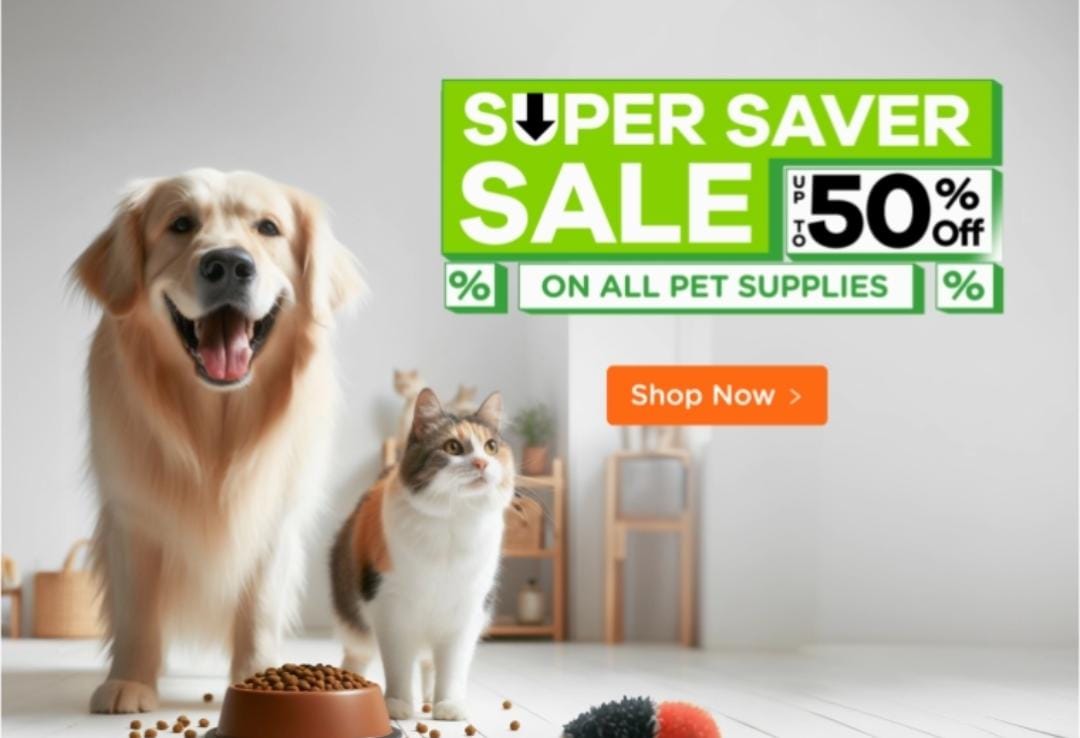 SUPER SAVER
SALE
UP TO 50% Off
% ON ALL PET SUPPLIES %
Shop Now >